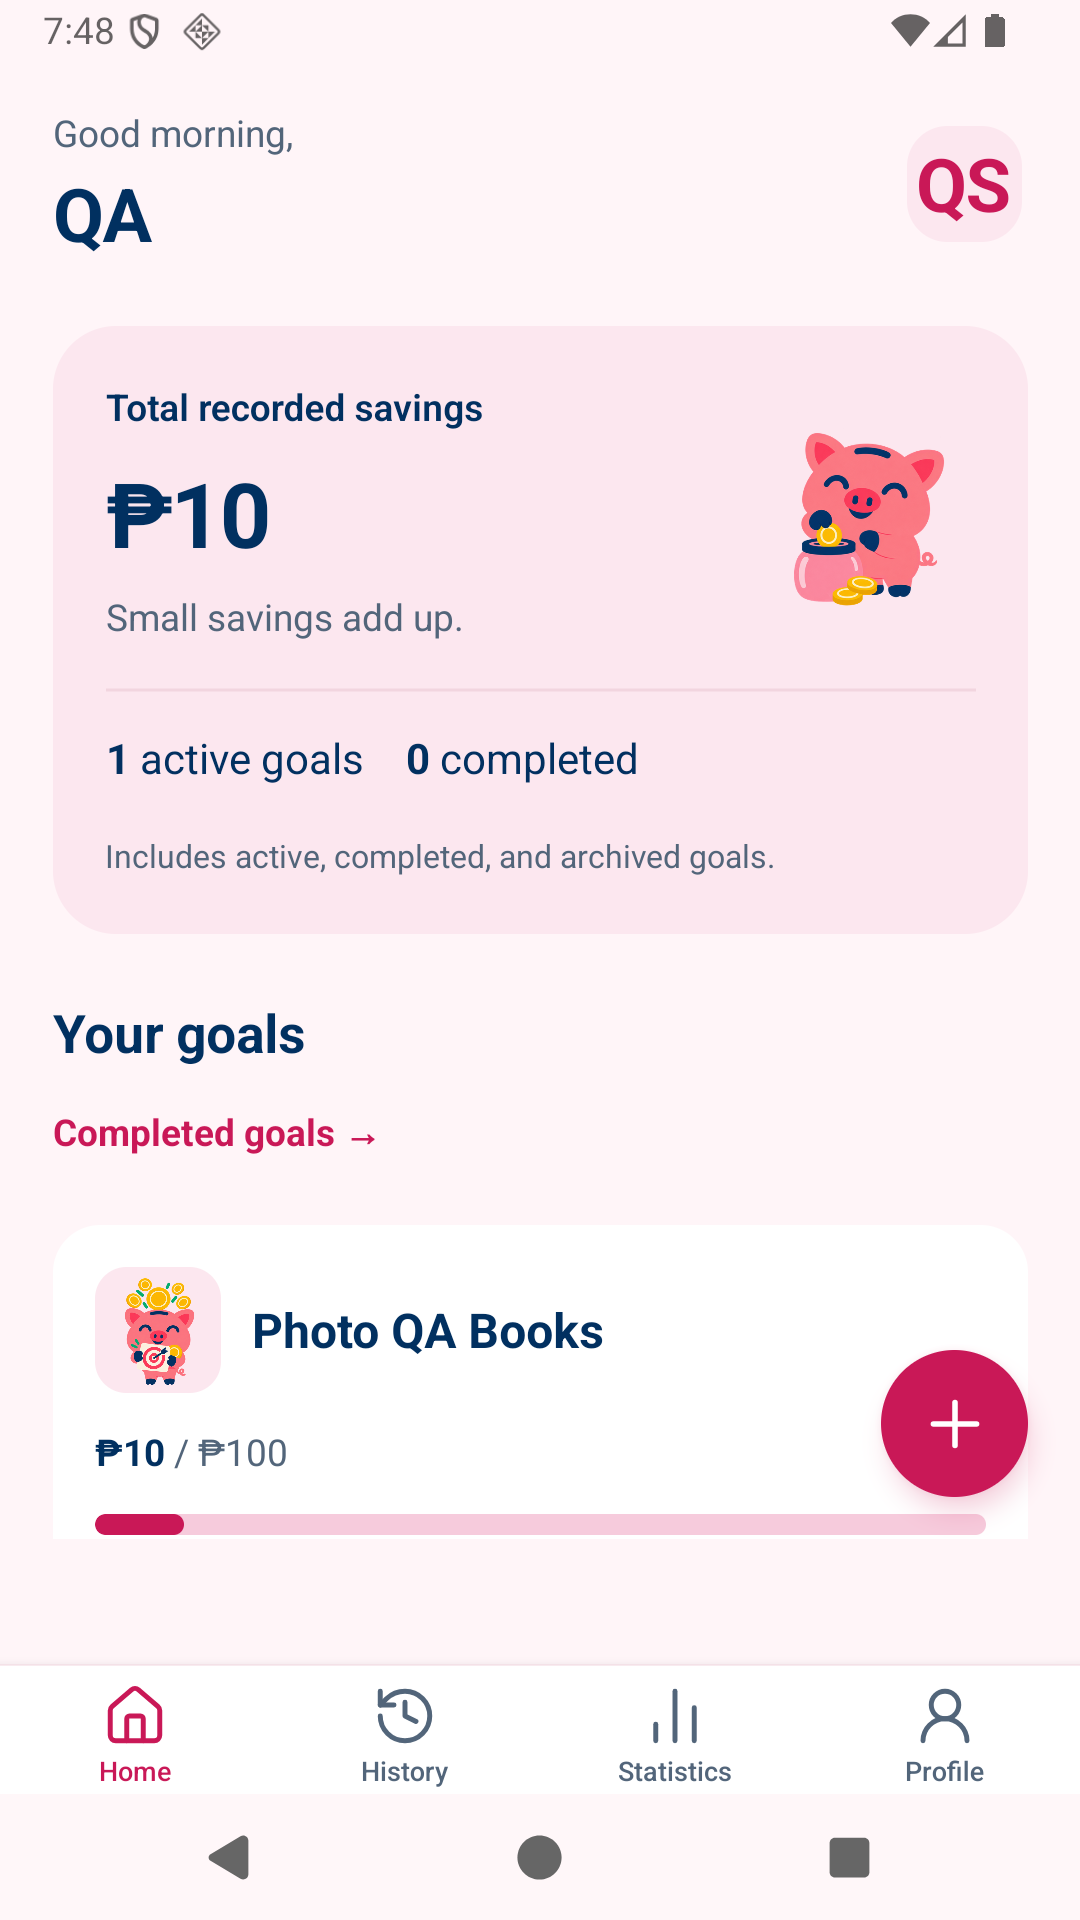 7:48
Good morning,
QA
QS
Total recorded savings
₱10
Small savings add up.
1 active goals 0 completed
Includes active, completed, and archived goals.
Your goals
Completed goals →
Photo QA Books
₱10 / ₱100
Home History Statistics Profile